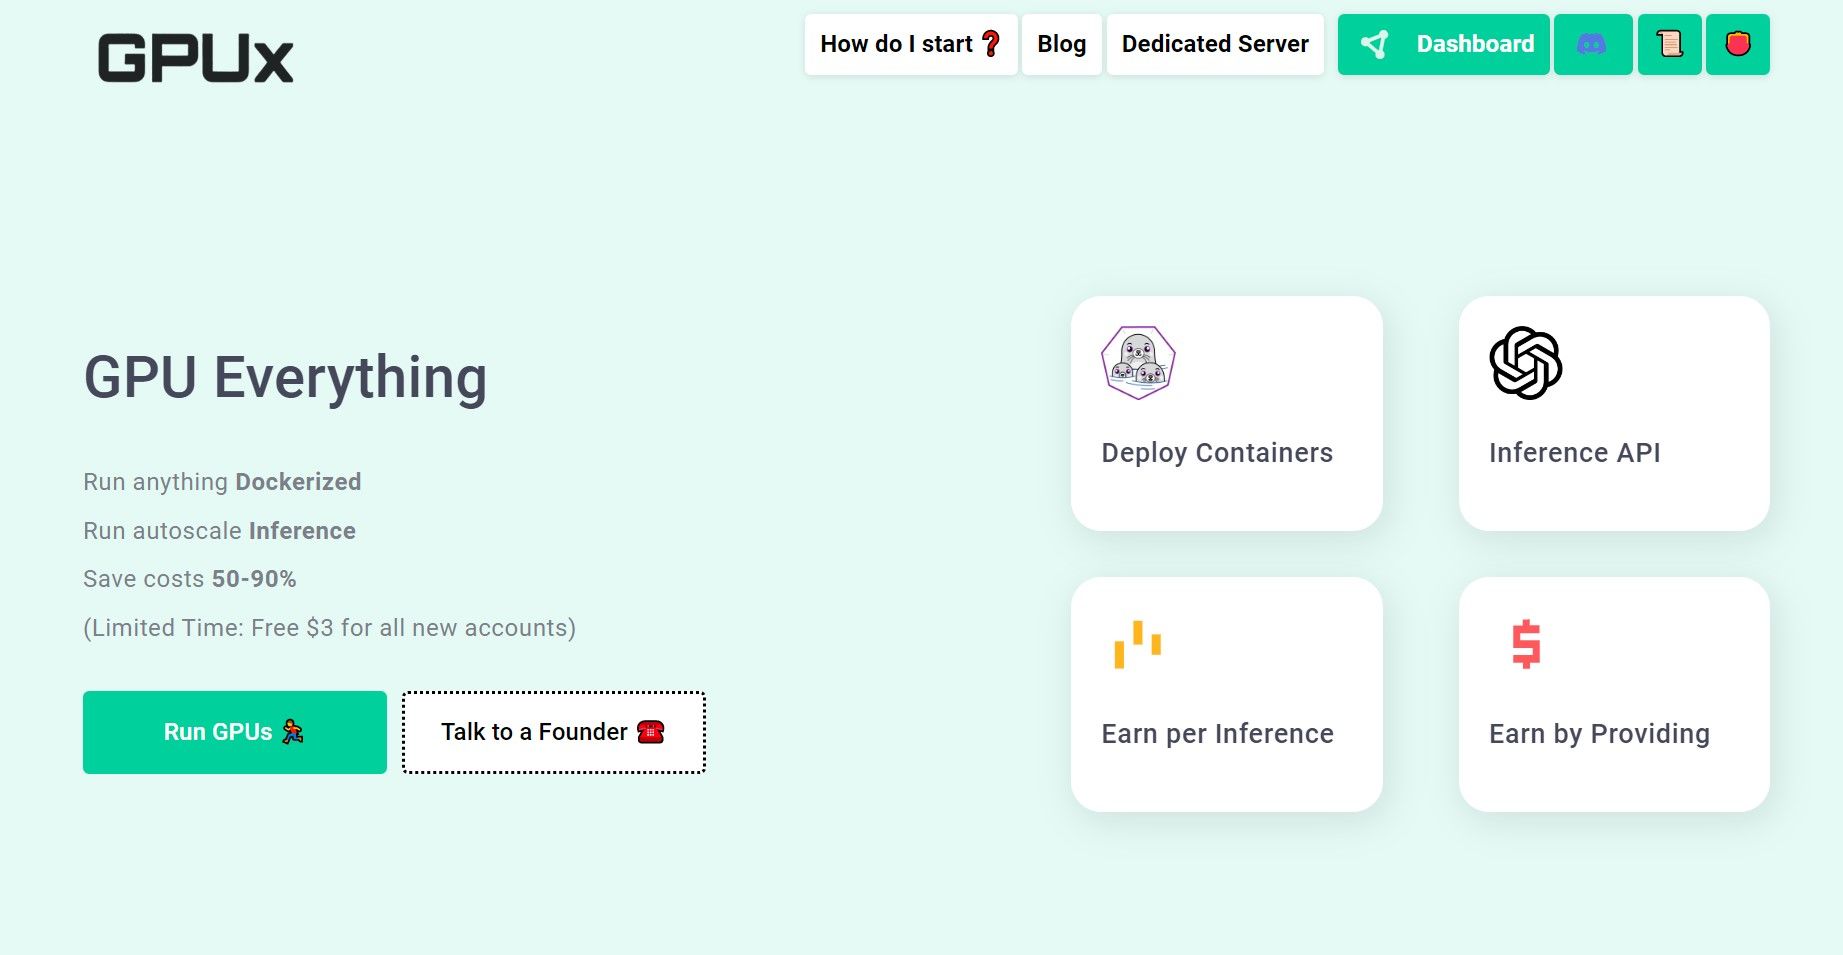 GPUx
How do I start ❓
Blog
Dedicated Server
Dashboard
GPU Everything
Run anything Dockerized
Run autoscale Inference
Save costs 50-90%
(Limited Time: Free $3 for all new accounts)
Run GPUs 🏃
Talk to a Founder ☎️
Deploy Containers
Inference API
Earn per Inference
$
Earn by Providing